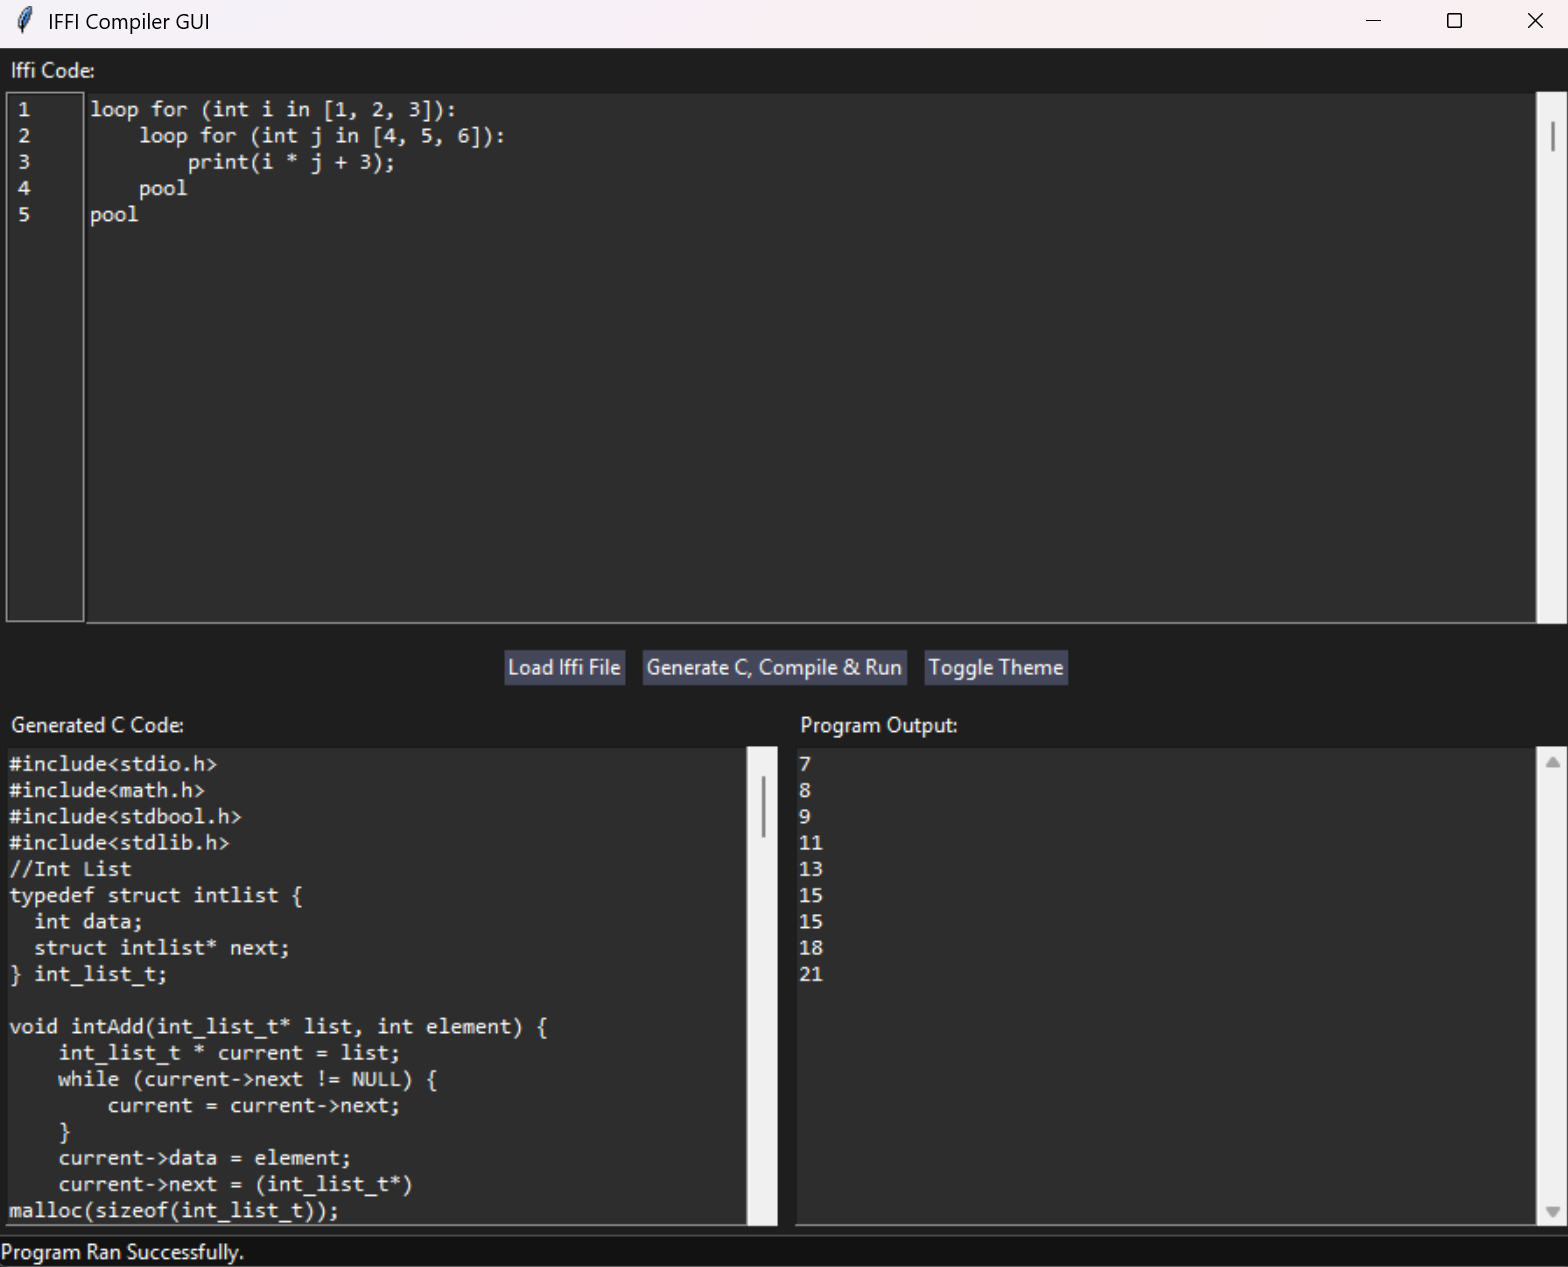 IFFI Compiler GUI
Iffi Code:
1 loop for (int i in [1, 2, 3]):
2     loop for (int j in [4, 5, 6]):
3         print(i * j + 3);
4     pool
5 pool
Load Iffi File   Generate C, Compile & Run   Toggle Theme
Generated C Code:
#include<stdio.h>
#include<math.h>
#include<stdbool.h>
#include<stdlib.h>
//Int List
typedef struct intlist {
  int data;
  struct intlist* next;
} int_list_t;

void intAdd(int_list_t* list, int element) {
    int_list_t * current = list;
    while (current->next != NULL) {
        current = current->next;
    }
    current->data = element;
    current->next = (int_list_t*)
malloc(sizeof(int_list_t));
Program Output:
7
8
9
11
13
15
15
18
21
Program Ran Successfully.